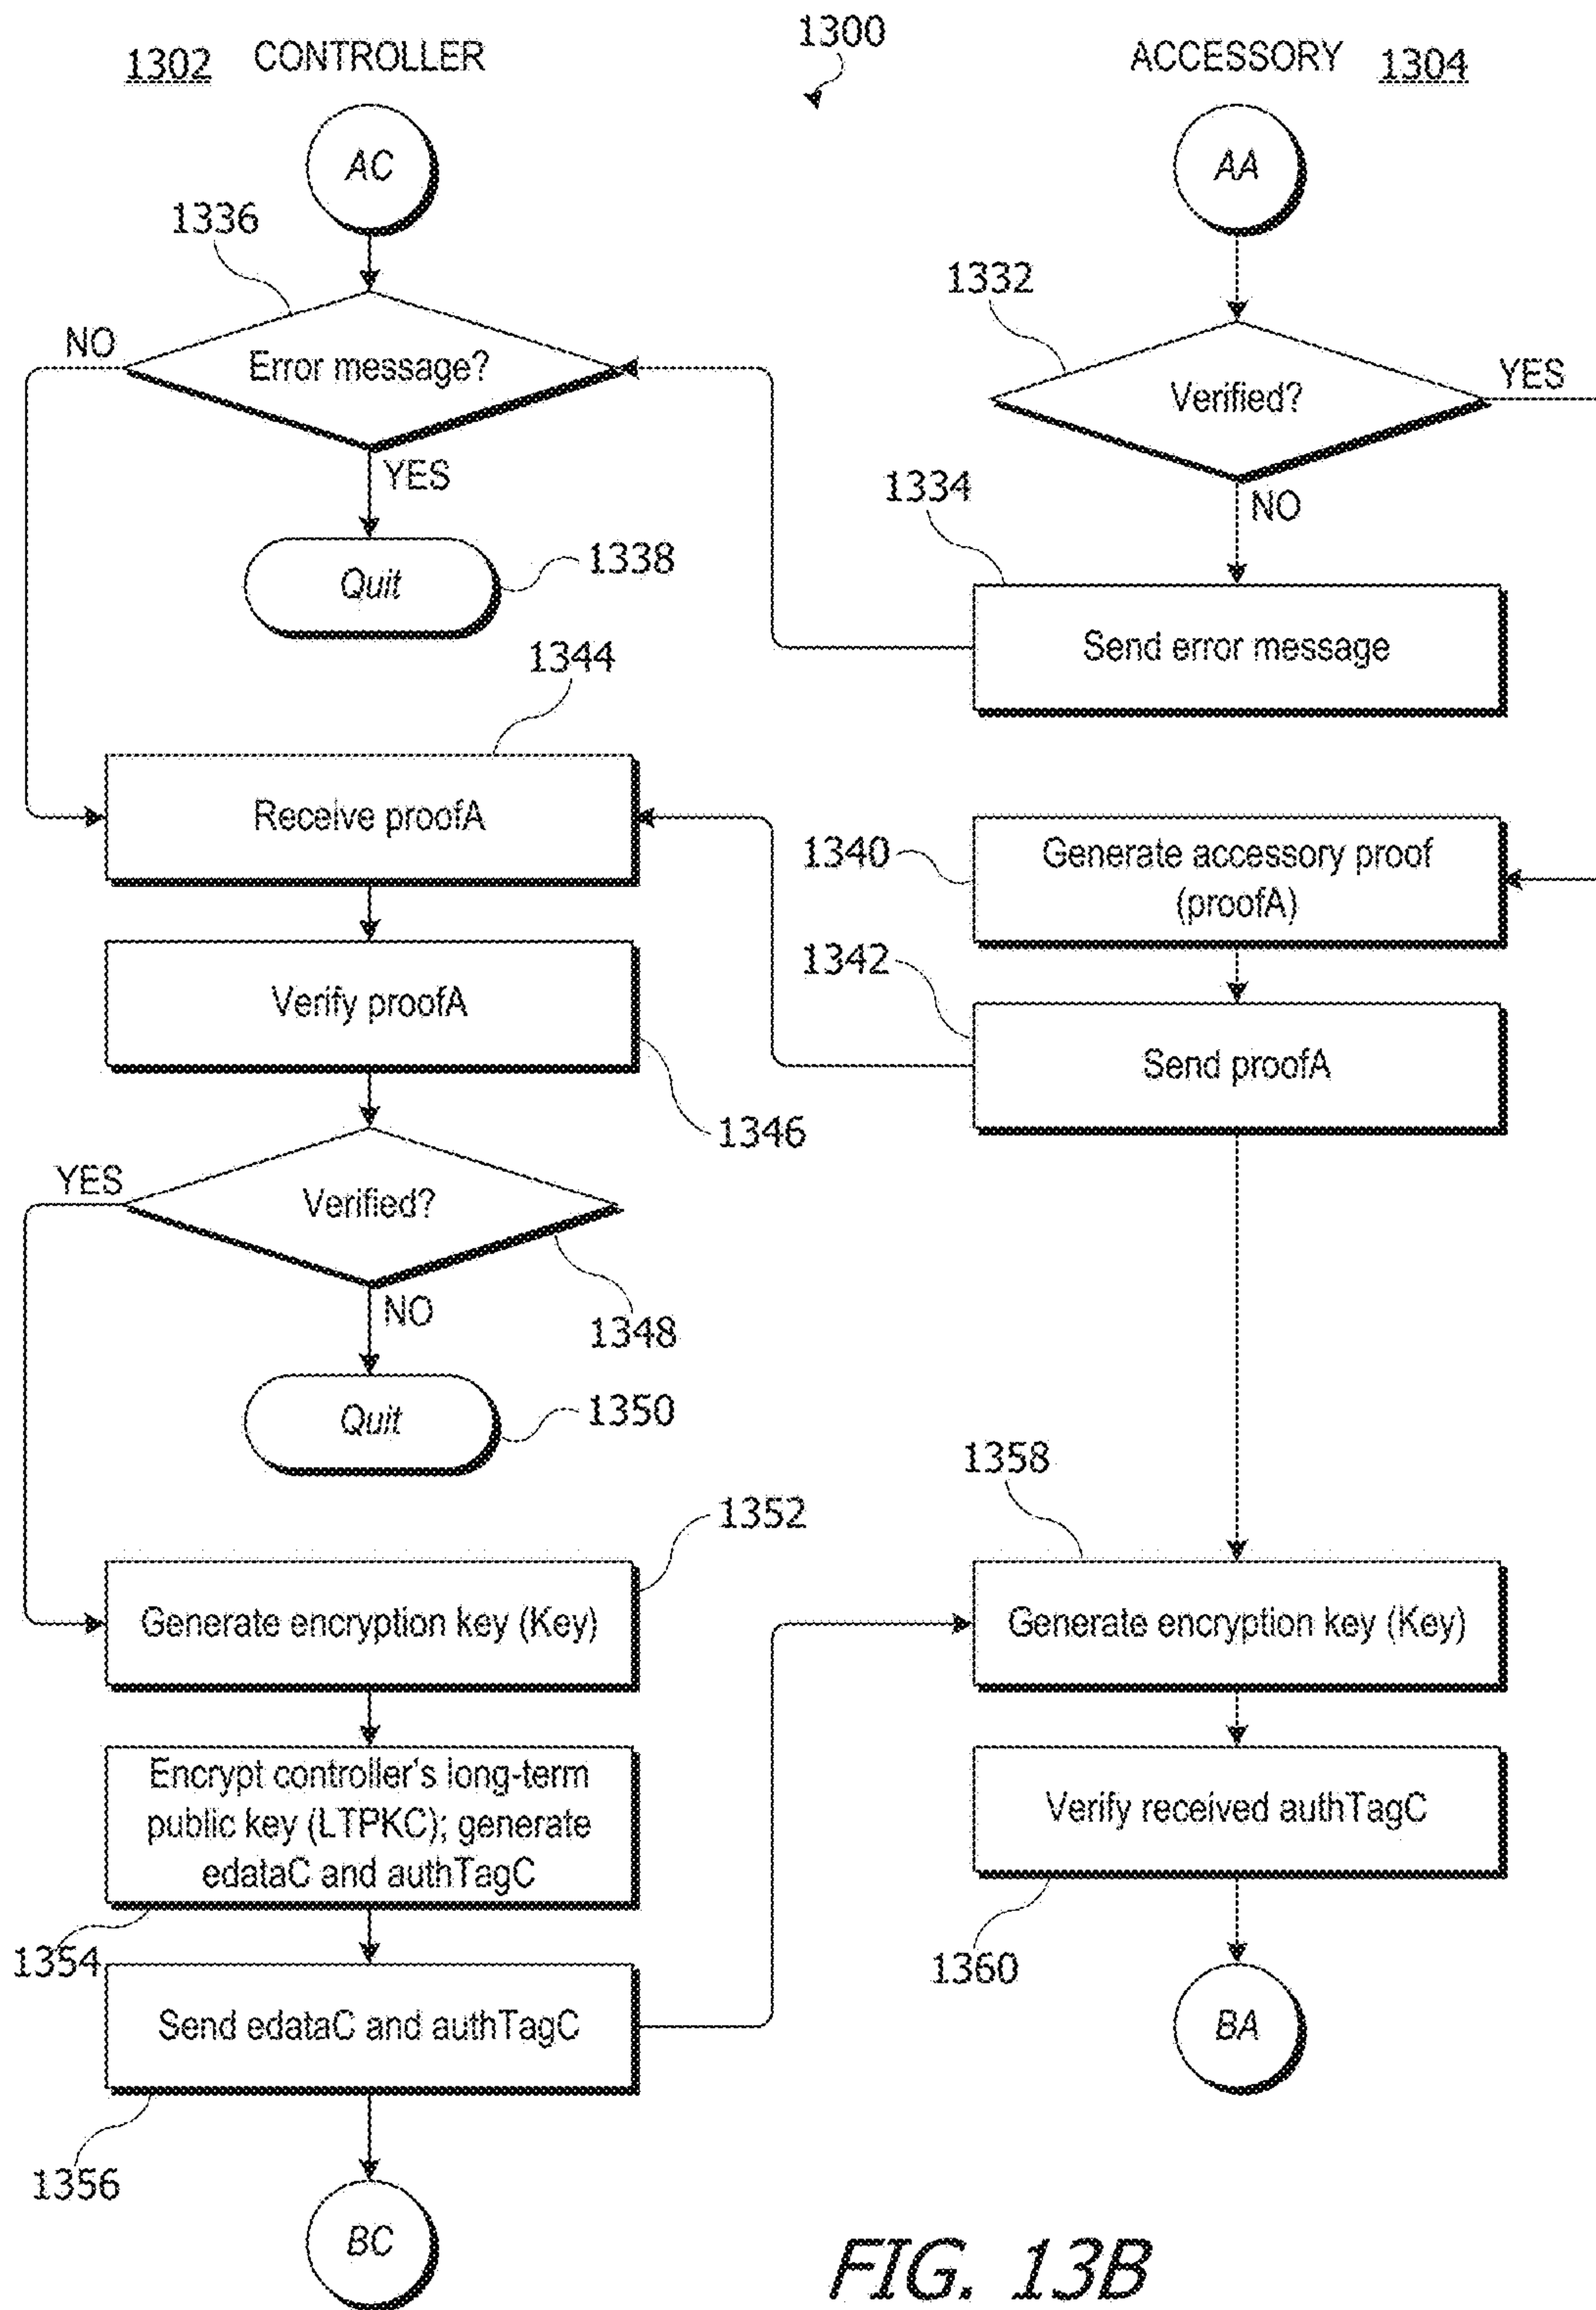 1302 CONTROLLER
1300
ACCESSORY 1304
AC
AA
1336
1332
NO
Error message?
Verified?
YES
YES
1334
NO
Quit
1338
Send error message
1344
Receive proofA
1340
Generate accessory proof
(proofA)
1342
Verify proofA
Send proofA
1346
YES
Verified?
NO
1348
Quit
1350
1358
1352
Generate encryption key (Key)
Generate encryption key (Key)
Encrypt controller's long-term
public key (LTPKC); generate
edataC and authTagC
Verify received authTagC
1354
1360
Send edataC and authTagC
BA
1356
BC
FIG. 13B